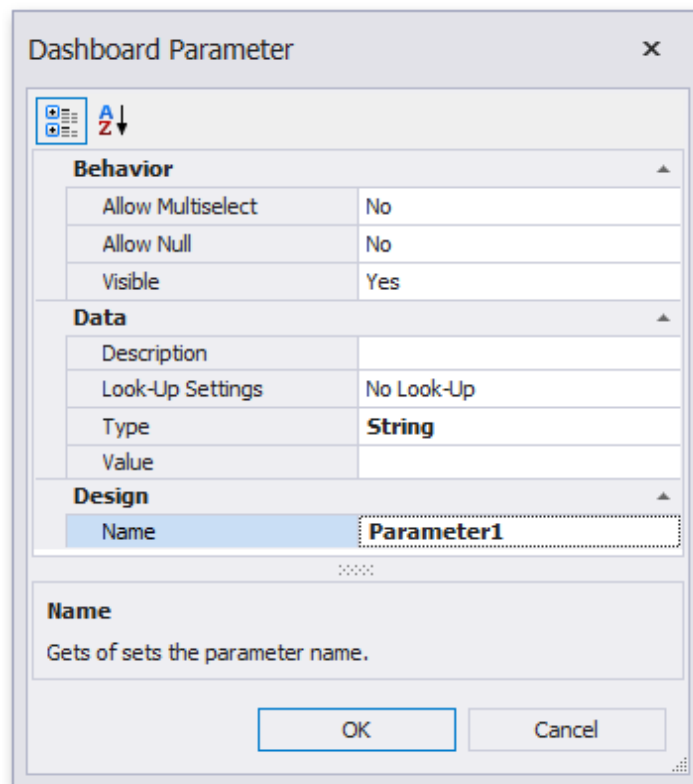 Dashboard Parameter
Behavior
Allow Multiselect No
Allow Null No
Visible Yes
Data
Description
Look-Up Settings No Look-Up
Type String
Value
Design
Name Parameter1
Name
Gets of sets the parameter name.
OK Cancel